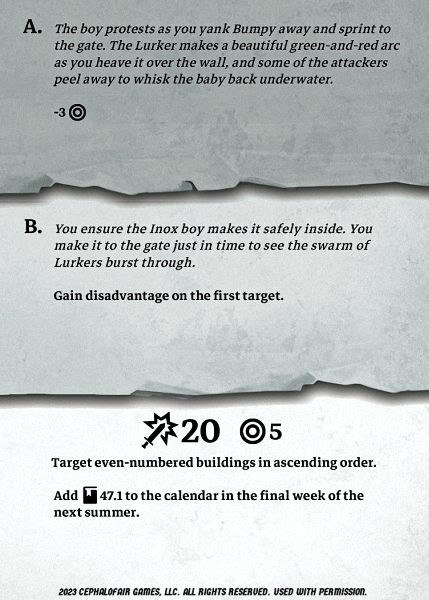 A. The boy protests as you yank Bumpy away and sprint to
the gate. The Lurker makes a beautiful green-and-red arc
as you heave it over the wall, and some of the attackers
peel away to whisk the baby back underwater.
-3
B. You ensure the Inox boy makes it safely inside. You
make it to the gate just in time to see the swarm of
Lurkers burst through.
Gain disadvantage on the first target.
20 5
Target even-numbered buildings in ascending order.
Add 47.1 to the calendar in the final week of the
next summer.
2023 CEPHALOFAIR GAMES, LLC. ALL RIGHTS RESERVED. USED WITH PERMISSION.